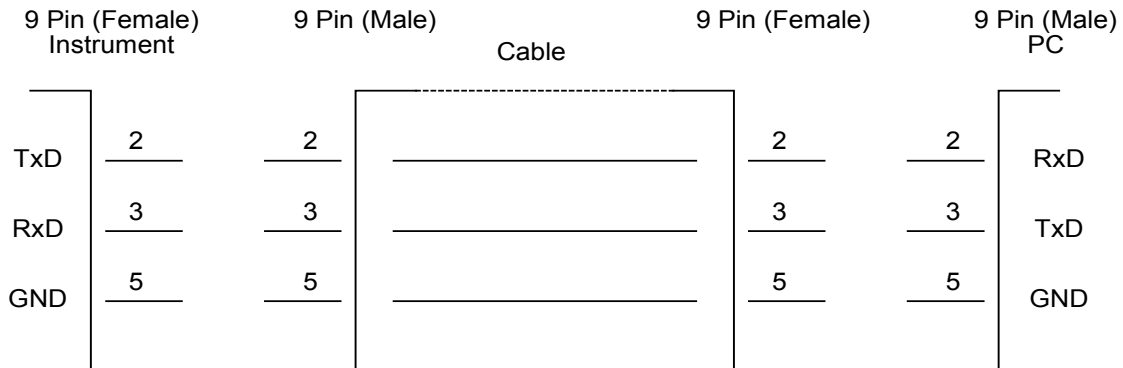 9 Pin (Female) 9 Pin (Male) 9 Pin (Female) 9 Pin (Male)
Instrument Cable PC
TxD 2 2 2 2 RxD
RxD 3 3 3 3 TxD
GND 5 5 5 5 GND